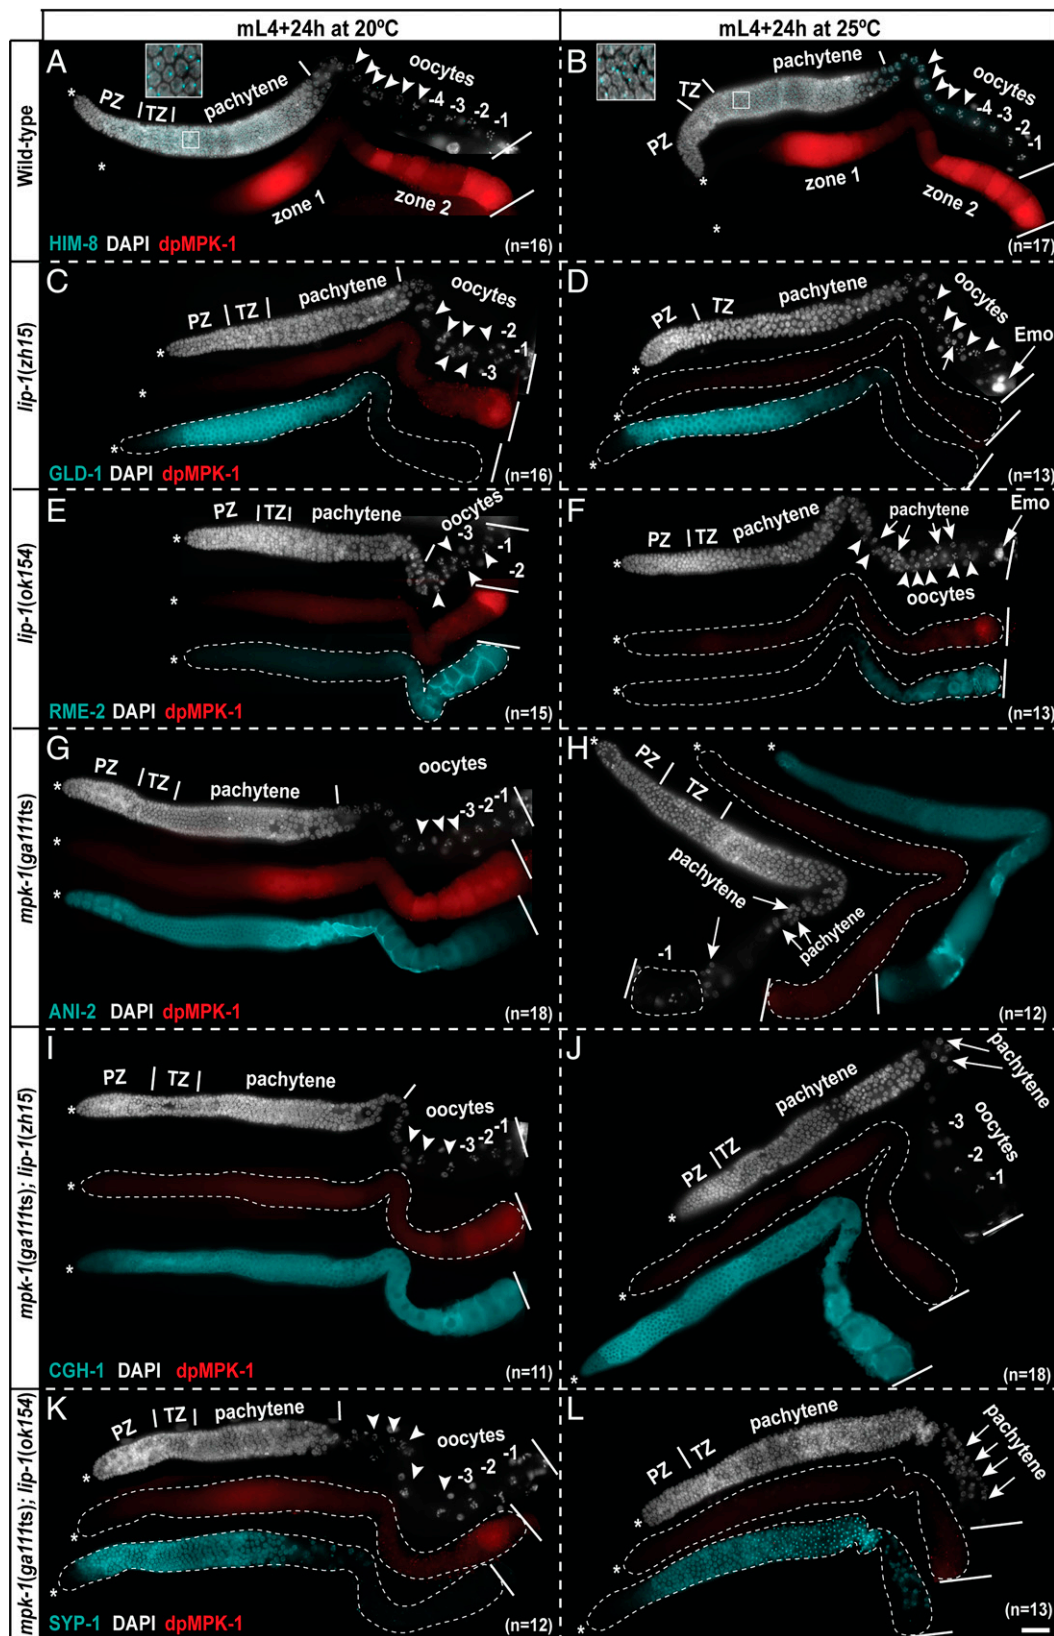 mL4+24h at 20ºC
mL4+24h at 25ºC
Wild-type
A
PZ
TZ
pachytene
oocytes
-4 -3 -2 -1
zone 1
zone 2
HIM-8 DAPI dpMPK-1
(n=16)
B
PZ
TZ
pachytene
oocytes
-4 -3 -2 -1
zone 1
zone 2
(n=17)
lip-1(zh15)
C
PZ
TZ
pachytene
oocytes
-2
-1
-3
GLD-1 DAPI dpMPK-1
(n=16)
D
PZ
TZ
pachytene
oocytes
Emo
(n=13)
lip-1(ok154)
E
PZ
TZ
pachytene
oocytes
-3
-1
-2
RME-2 DAPI dpMPK-1
(n=15)
F
PZ
TZ
pachytene
pachytene
Emo
oocytes
(n=13)
mpk-1(ga111ts)
G
PZ
TZ
pachytene
oocytes
-3 -2 -1
ANI-2 DAPI dpMPK-1
(n=18)
H
PZ
TZ
pachytene
pachytene
-1
(n=12)
mpk-1(ga111ts); lip-1(zh15)
I
PZ
TZ
pachytene
oocytes
-3 -2 -1
CGH-1 DAPI dpMPK-1
(n=11)
J
PZ
TZ
pachytene
pachytene
oocytes
-3
-2
-1
(n=18)
mpk-1(ga111ts); lip-1(ok154)
K
PZ
TZ
pachytene
oocytes
-3 -2 -1
SYP-1 DAPI dpMPK-1
(n=12)
L
PZ
TZ
pachytene
pachytene
(n=13)